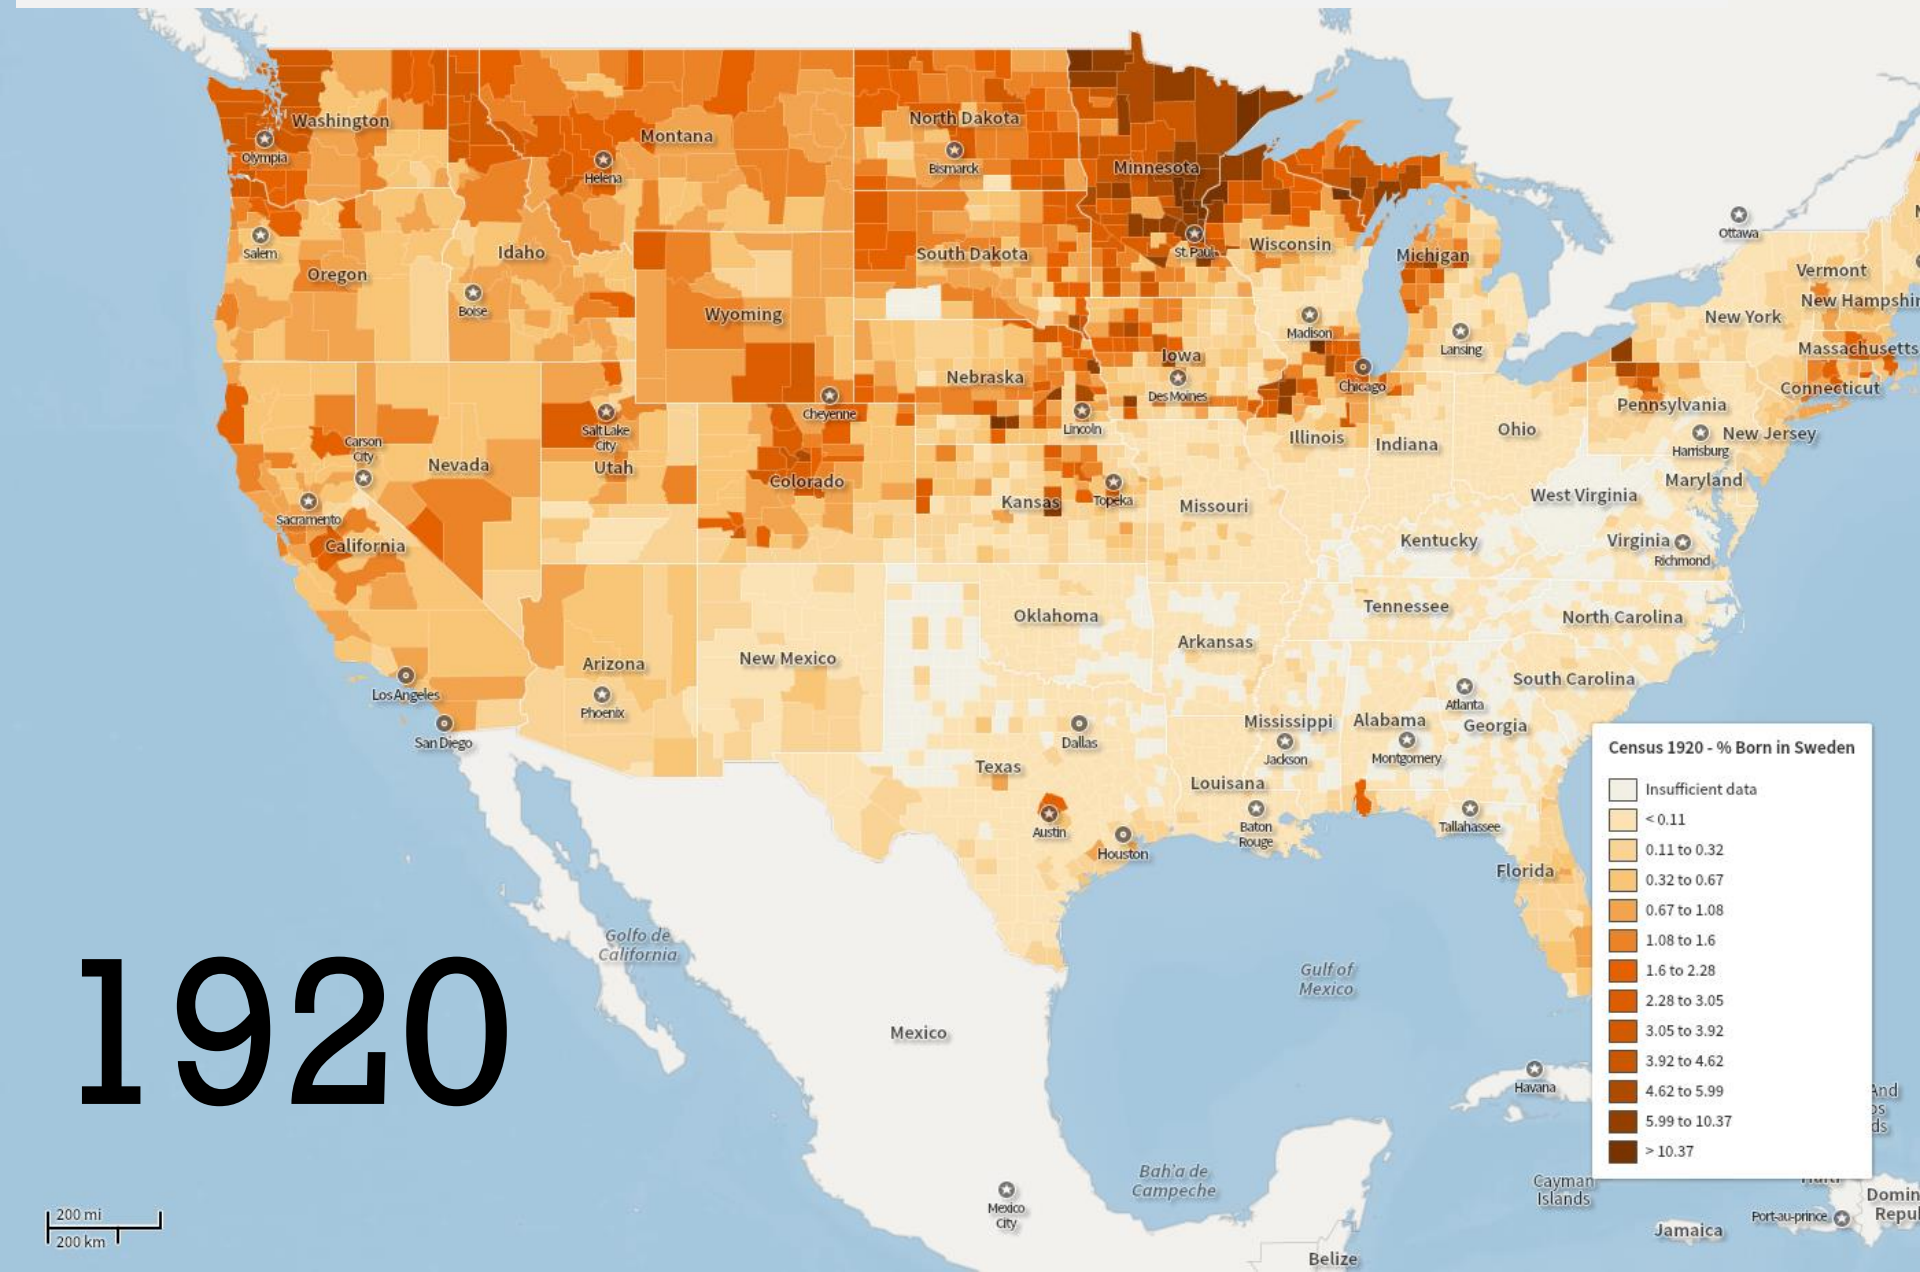 Ottawa
Washington
Olympia
Montana
Helena
North Dakota
Bismarck
Minnesota
St. Paul
Salem
Oregon
Idaho
Boise
South Dakota
Wisconsin
Michigan
Vermont
New Hampshir
New York
Wyoming
Madison
Lansing
Massachusetts
Iowa
Des Moines
Chicago
Connecticut
Nebraska
Cheyenne
Lincoln
Pennsylvania
Salt Lake
City
Carson
City
Nevada
Utah
Colorado
Illinois
Indiana
Ohio
Harrisburg
New Jersey
Sacramento
California
Kansas
Topeka
Missouri
West Virginia
Maryland
Kentucky
Virginia
Richmond
Oklahoma
Arkansas
Tennessee
North Carolina
Arizona
Phoenix
New Mexico
South Carolina
Los Angeles
San Diego
Dallas
Mississippi
Jackson
Alabama
Montgomery
Atlanta
Georgia
Texas
Austin
Houston
Louisana
Baton
Rouge
Tallahassee
Florida
Census 1920 - % Born in Sweden
Insufficient data
< 0.11
0.11 to 0.32
0.32 to 0.67
0.67 to 1.08
1.08 to 1.6
1.6 to 2.28
2.28 to 3.05
3.05 to 3.92
3.92 to 4.62
4.62 to 5.99
5.99 to 10.37
> 10.37
Golfo de
California
Gulf of
Mexico
1920
Mexico
Havana
And
Bah'a de
Campeche
Mexico
City
Cayman
Islands
Port-au-prince
Domin
Repu
Jamaica
Belize
200 mi
200 km